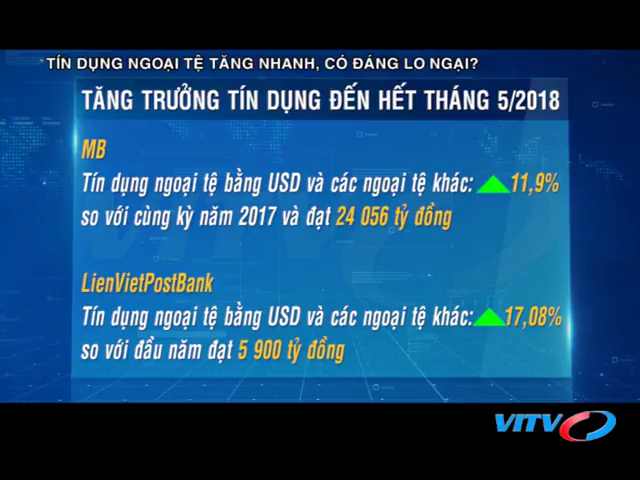 TÍN DỤNG NGOẠI TỆ TĂNG NHANH, CÓ ĐÁNG LO NGẠI?
TĂNG TRƯỞNG TÍN DỤNG ĐẾN HẾT THÁNG 5/2018
MB
Tín dụng ngoại tệ bằng USD và các ngoại tệ khác: 11,9%
so với cùng kỳ năm 2017 và đạt 24 056 tỷ đồng
LienVietPostBank
Tín dụng ngoại tệ bằng USD và các ngoại tệ khác: 17,08%
so với đầu năm đạt 5 900 tỷ đồng
VITV